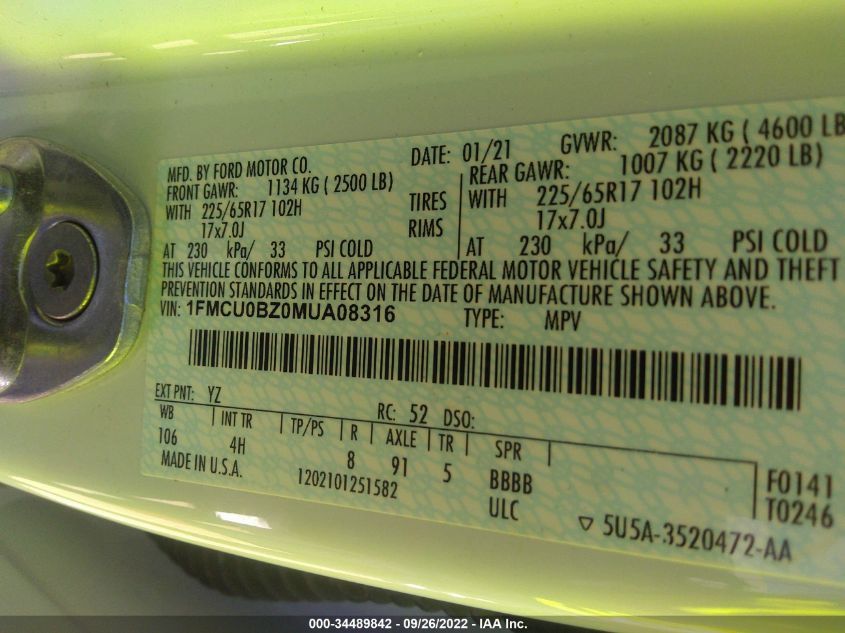 MFD. BY FORD MOTOR CO. DATE: 01/21 GVWR: 2087 KG ( 4600 LB
FRONT GAWR: 1134 KG ( 2500 LB) REAR GAWR: 1007 KG ( 2220 LB)
WITH 225/65R17 102H TIRES WITH 225/65R17 102H
17x7.0J RIMS 17x7.0J
AT 230 kPa/ 33 PSI COLD AT 230 kPa/ 33 PSI COLD
THIS VEHICLE CONFORMS TO ALL APPLICABLE FEDERAL MOTOR VEHICLE SAFETY AND THEFT
PREVENTION STANDARDS IN EFFECT ON THE DATE OF MANUFACTURE SHOWN ABOVE.
VIN: 1FMCU0BZ0MUA08316 TYPE: MPV
EXT PNT: YZ RC: 52 DSO:
WB INT TR TP/PS R AXLE TR SPR
106 4H 8 91 5 BBBB F0141
MADE IN U.S.A. 1202101251582 ULC T0246
5U5A-3520472-AA
000-34489842 - 09/26/2022 - IAA Inc.